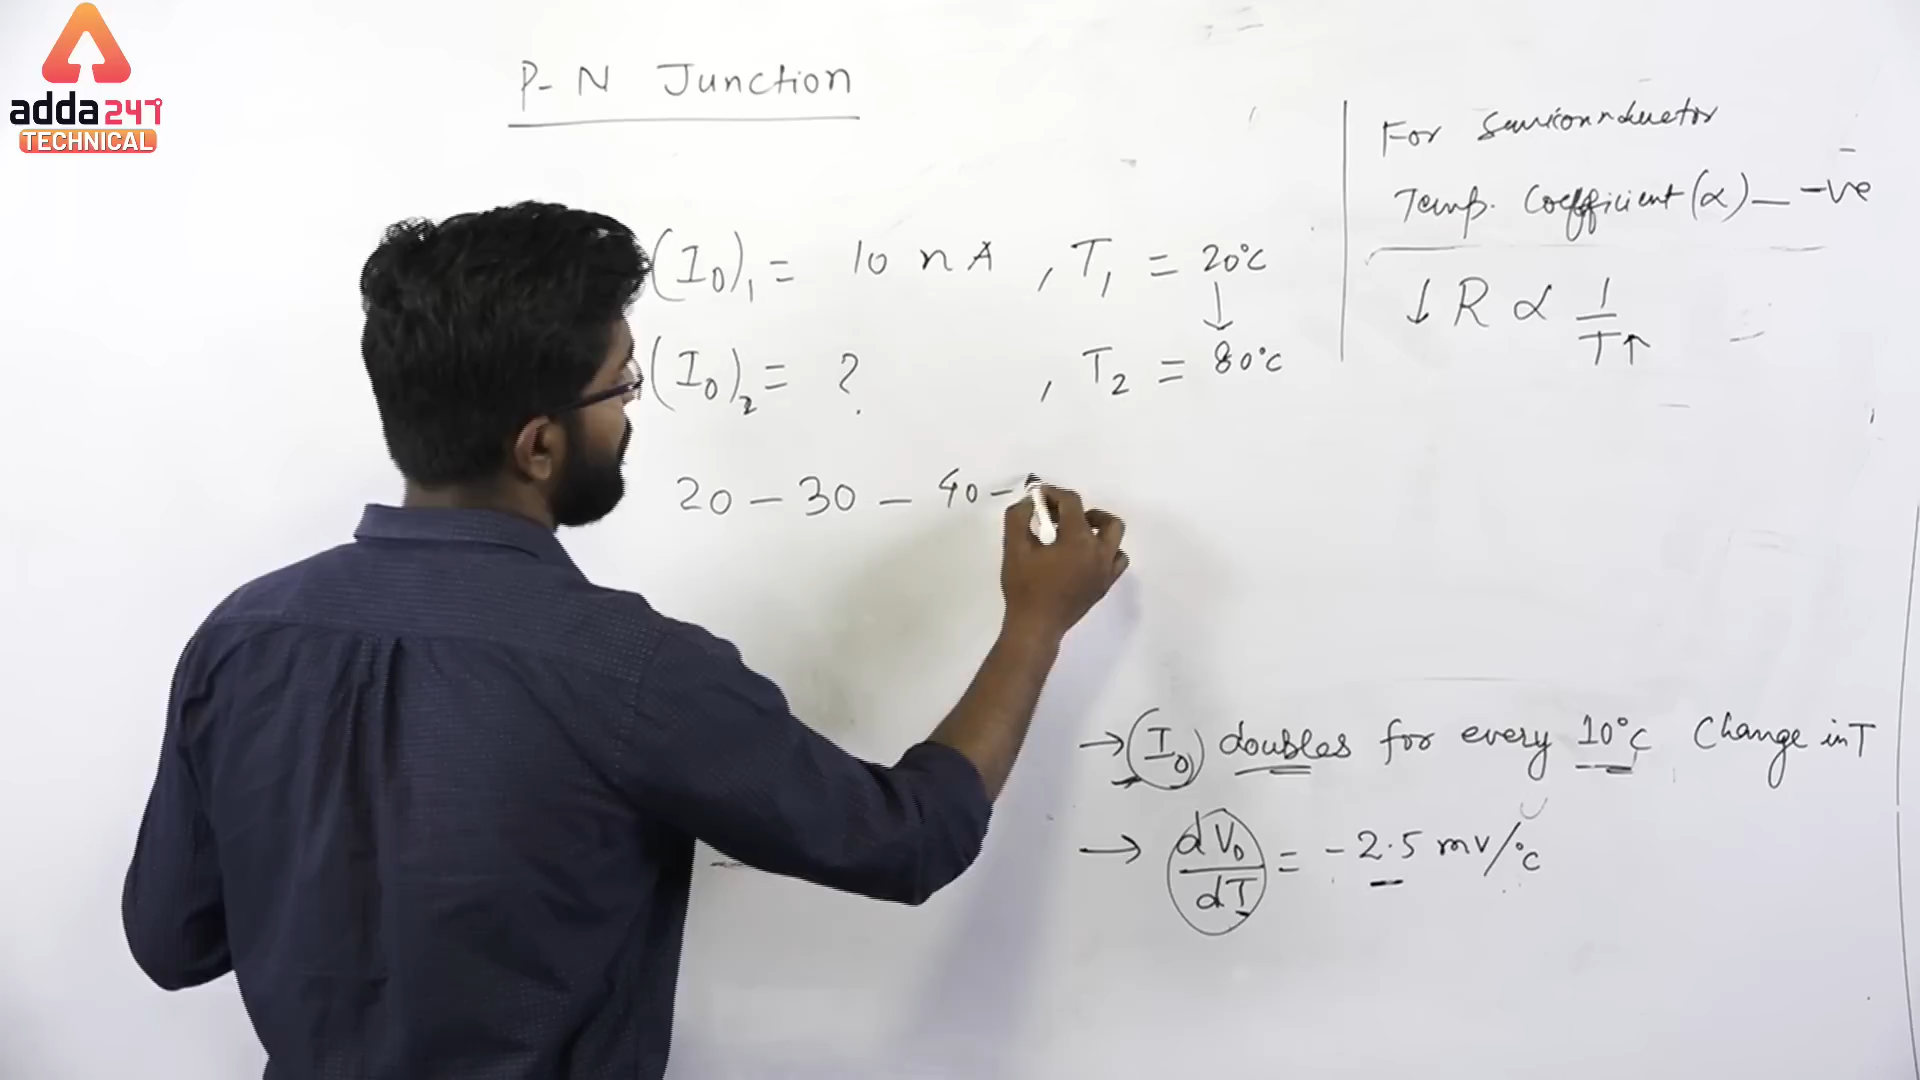 adda247
TECHNICAL
P-N Junction
(I0)1 = 10 nA , T1 = 20°C
↓
(I0)2 = ? , T2 = 80°C
20 – 30 – 40 –
For Semiconnductor
Temp. Coefficient (α) — -ve
↓ R ∝ 1/T↑
→ (I0) doubles for every 10°C Change in T
→ dV0/dT = -2.5 mv/°C